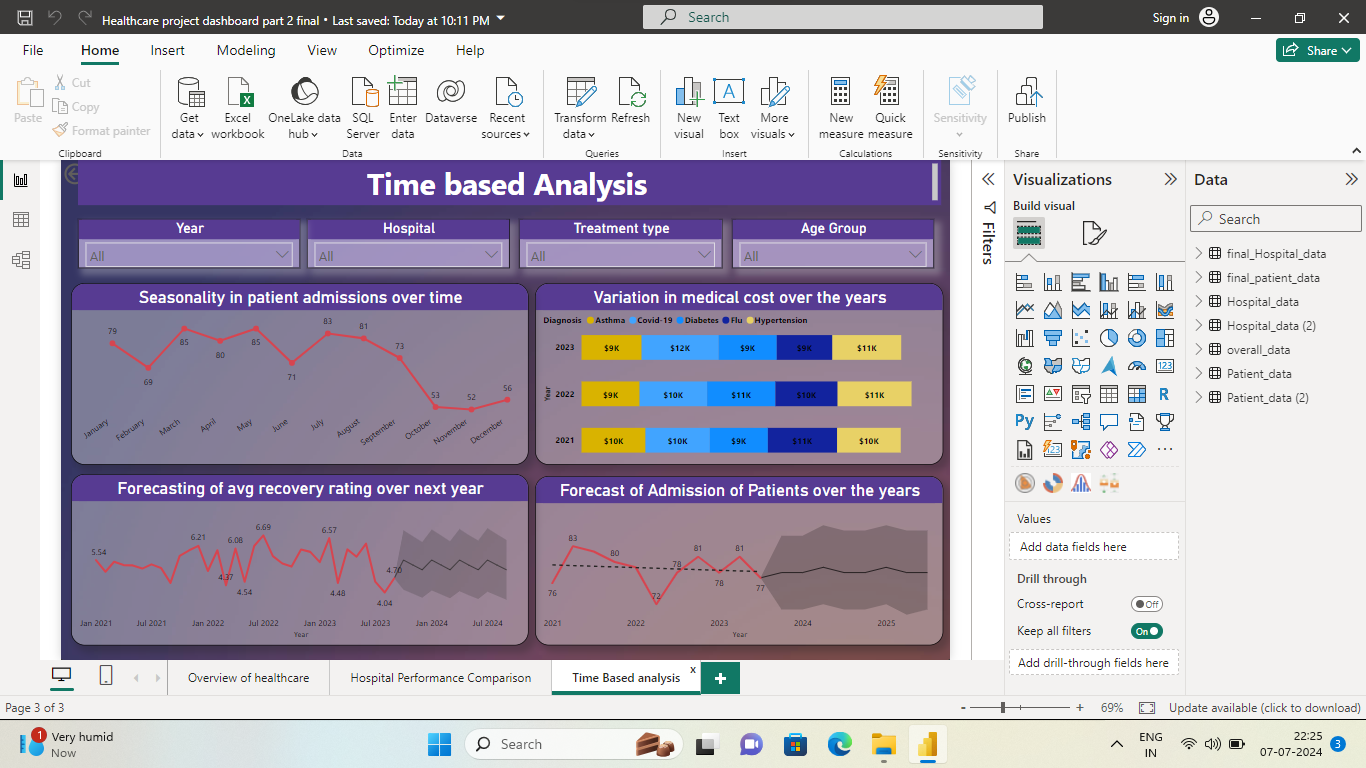 Healthcare project dashboard part 2 final • Last saved: Today at 10:11 PM
Search
Sign in
File Home Insert Modeling View Optimize Help
Share
Paste
Cut
Copy
Format painter
Clipboard
Get data
Excel workbook
OneLake data hub
SQL Server
Enter data
Dataverse
Recent sources
Data
Transform data
Refresh
Queries
New visual
Text box
More visuals
Insert
New measure
Quick measure
Calculations
Sensitivity
Sensitivity
Publish
Share
Time based Analysis
Year
All
Hospital
All
Treatment type
All
Age Group
All
Seasonality in patient admissions over time
79 69 85 80 85 71 83 81 73 53 52 56
January February March April May June July August September October November December
Variation in medical cost over the years
Diagnosis Asthma Covid-19 Diabetes Flu Hypertension
Year
2023 $9K $12K $9K $9K $11K
2022 $9K $10K $11K $10K $11K
2021 $10K $10K $9K $11K $10K
Forecasting of avg recovery rating over next year
5.54 6.21 4.37 6.08 4.54 6.69 6.57 4.48 4.04 4.70
Jan 2021 Jul 2021 Jan 2022 Jul 2022 Jan 2023 Jul 2023 Jan 2024 Jul 2024
Year
Forecast of Admission of Patients over the years
76 83 80 72 78 81 78 81 77
2021 2022 2023 2024 2025
Year
Filters
Visualizations
Build visual
123
R
Py
123
Values
Add data fields here
Drill through
Cross-report
Off
Keep all filters
On
Add drill-through fields here
Data
Search
final_Hospital_data
final_patient_data
Hospital_data
Hospital_data (2)
overall_data
Patient_data
Patient_data (2)
Overview of healthcare
Hospital Performance Comparison
Time Based analysis
x
+
Page 3 of 3
- + 69%
Update available (click to download)
1
Very humid
Now
Search
ENG
IN
22:25
07-07-2024
3